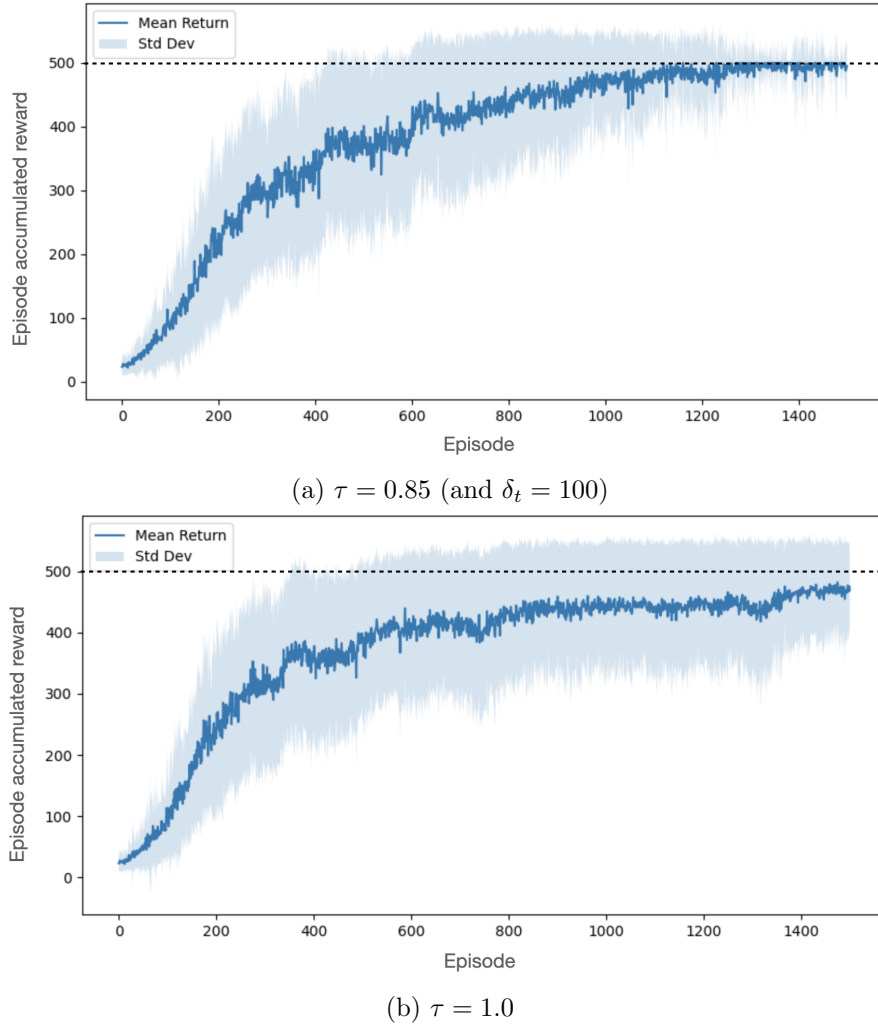 Mean Return
Std Dev
500
400
300
200
100
0
Episode accumulated reward
0 200 400 600 800 1000 1200 1400
Episode
(a) τ = 0.85 (and δt = 100)
Mean Return
Std Dev
500
400
300
200
100
0
Episode accumulated reward
0 200 400 600 800 1000 1200 1400
Episode
(b) τ = 1.0